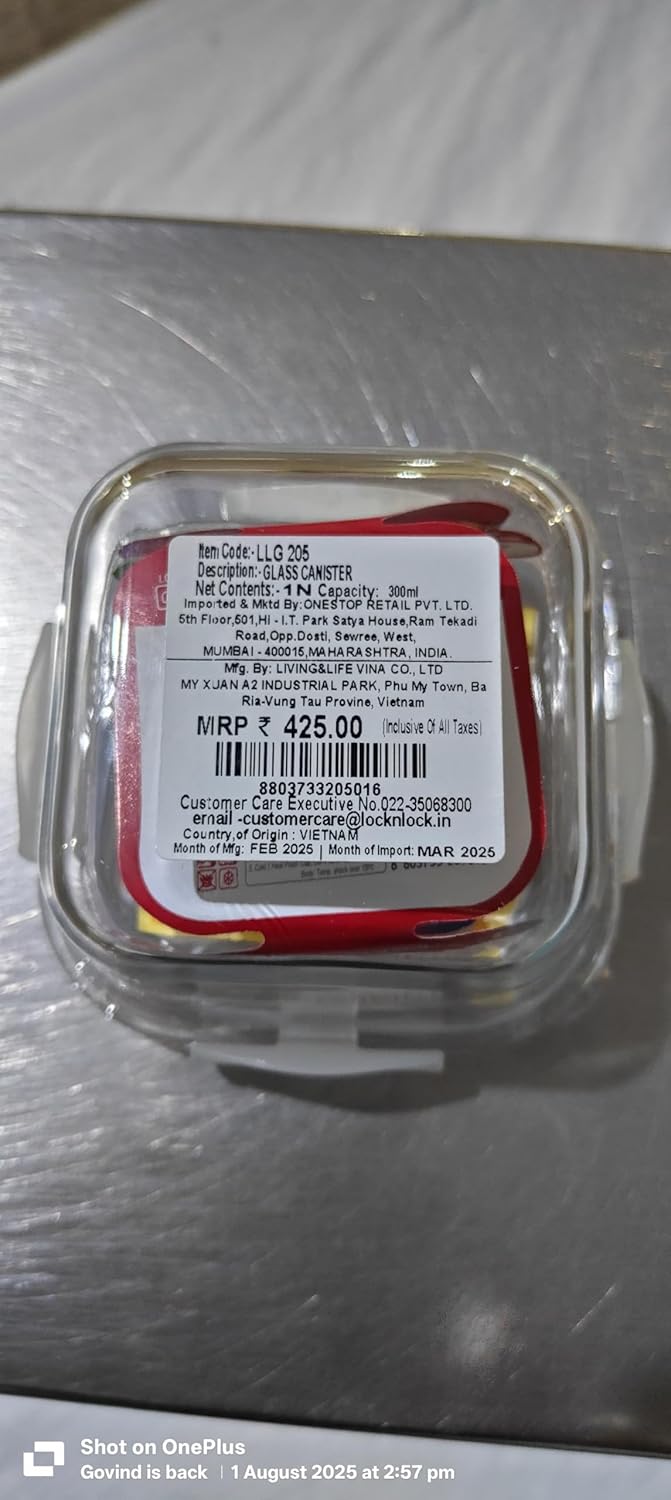 Item Code:- LLG 205
Description:- GLASS CANISTER
Net Contents:- 1N Capacity: 300ml
Imported & Mktd By:ONESTOP RETAIL PVT. LTD.
5th Floor,501,HI - I.T. Park Satya House,Ram Tekadi
Road,Opp.Dosti, Sewree, West,
MUMBAI - 400015,MAHARASHTRA, INDIA.
Mfg. By: LIVING&LIFE VINA CO., LTD
MY XUAN A2 INDUSTRIAL PARK, Phu My Town, Ba
Ria-Vung Tau Provine, Vietnam
MRP ₹ 425.00 (Inclusive Of All Taxes)
8803733205016
Customer Care Executive No.022-35068300
email -customercare@locknlock.in
Country,of Origin : VIETNAM
Month of Mfg: FEB 2025 | Month of Import: MAR 2025
Shot on OnePlus
Govind is back | 1 August 2025 at 2:57 pm